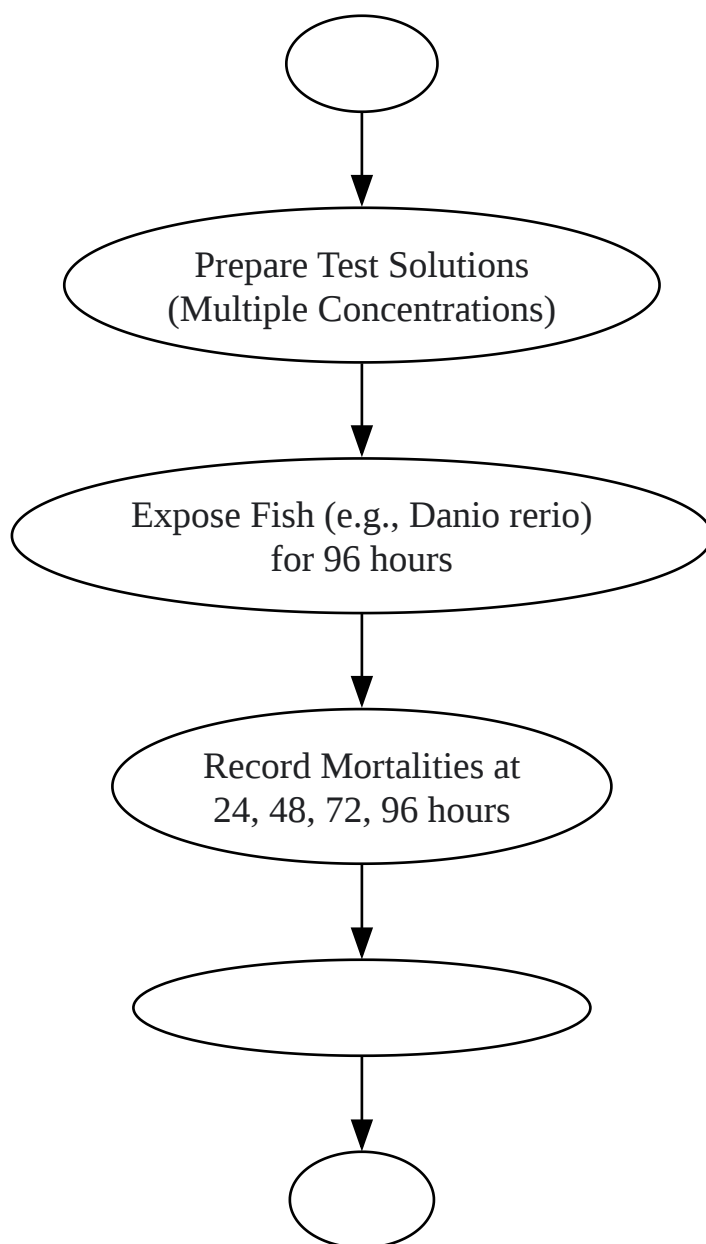 Prepare Test Solutions
(Multiple Concentrations)
Expose Fish (e.g., Danio rerio)
for 96 hours
Record Mortalities at
24, 48, 72, 96 hours